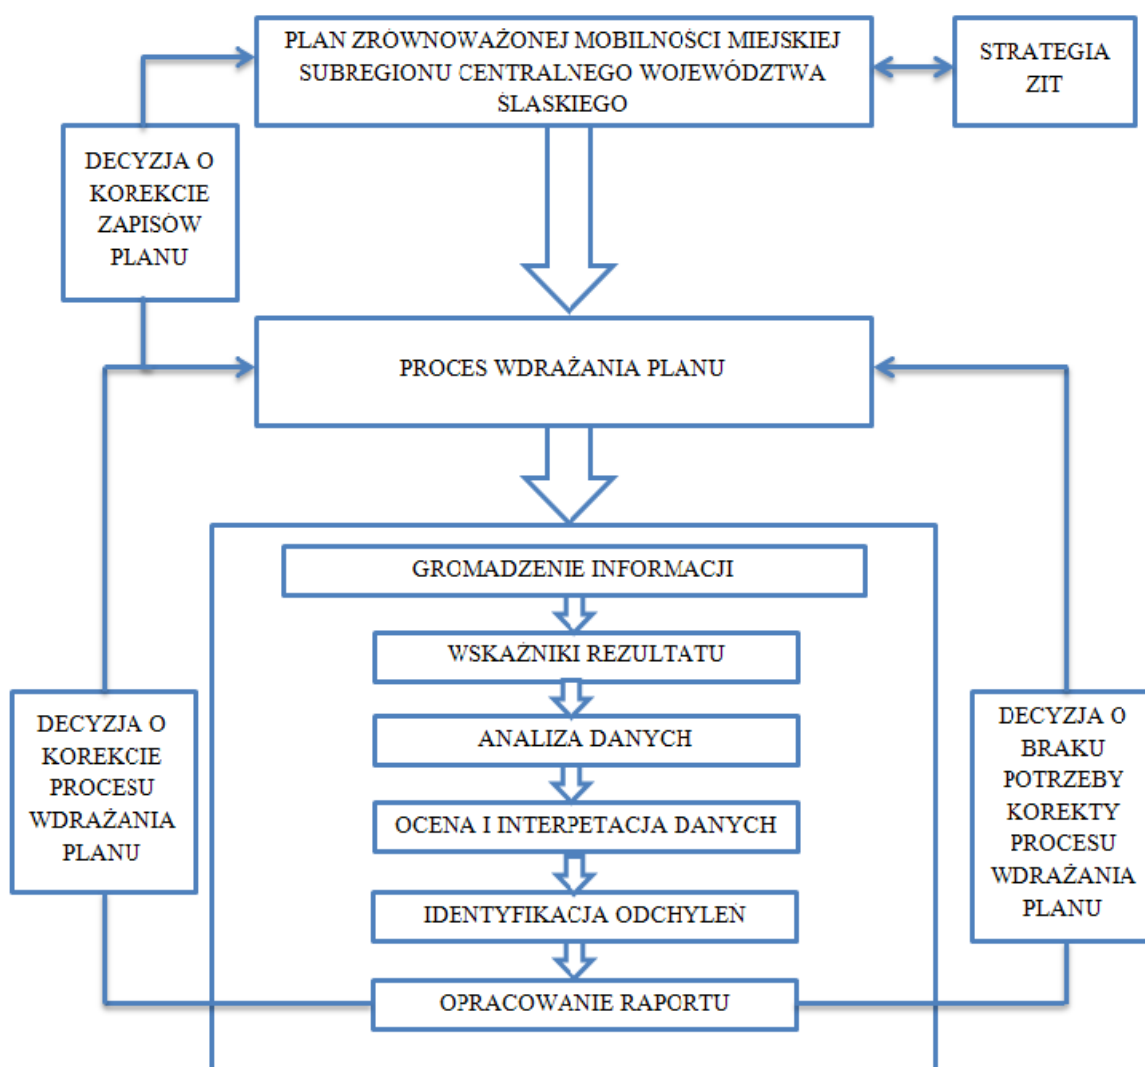 PLAN ZRÓWNOWAŻONEJ MOBILNOŚCI MIEJSKIEJ
SUBREGIONU CENTRALNEGO WOJEWÓDZTWA
ŚLĄSKIEGO
STRATEGIA
ZIT
DECYZJA O
KOREKCIE
ZAPISÓW
PLANU
PROCES WDRAŻANIA PLANU
GROMADZENIE INFORMACJI
WSKAŹNIKI REZULTATU
ANALIZA DANYCH
OCENA I INTERPETACJA DANYCH
IDENTYFIKACJA ODCHYLEŃ
OPRACOWANIE RAPORTU
DECYZJA O
KOREKCIE
PROCESU
WDRAŻANIA
PLANU
DECYZJA O
BRAKU
POTRZEBY
KOREKTY
PROCESU
WDRAŻANIA
PLANU